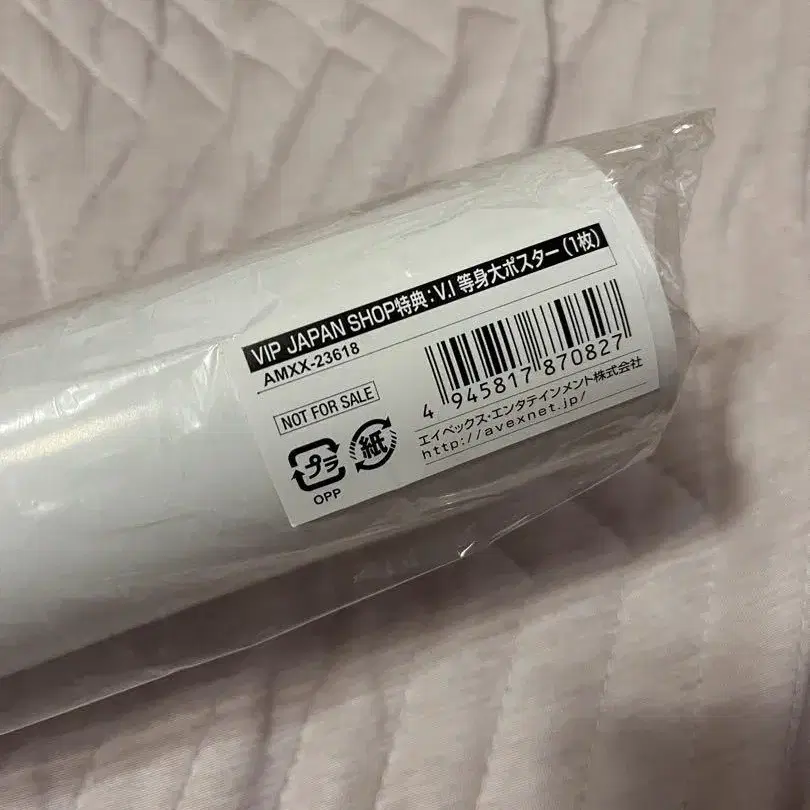 VIP JAPAN SHOP特典：V.I 等身大ポスター（1枚）
AMXX-23618
NOT FOR SALE
4 945817 870827
エイベックス・エンタテインメント株式会社
http://avexnet.jp/
プラ
紙
OPP